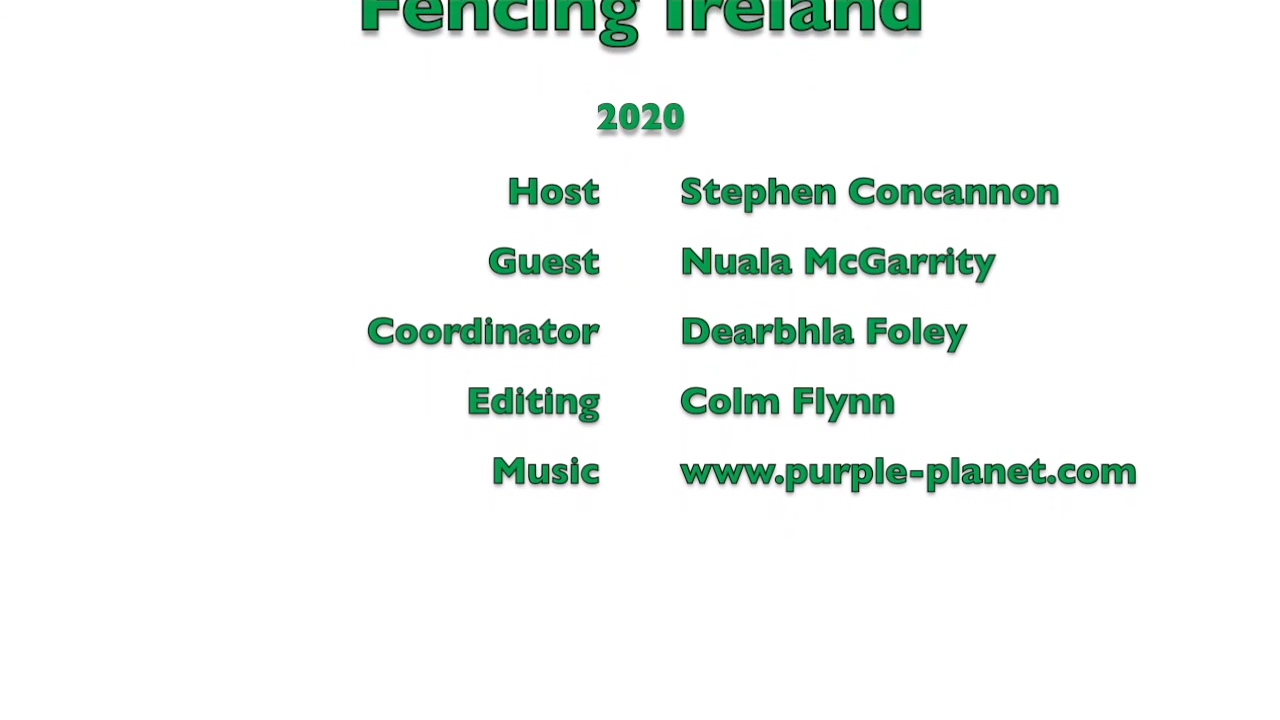 Fencing Ireland
2020
Host Stephen Concannon
Guest Nuala McGarrity
Coordinator Dearbhla Foley
Editing Colm Flynn
Music www.purple-planet.com